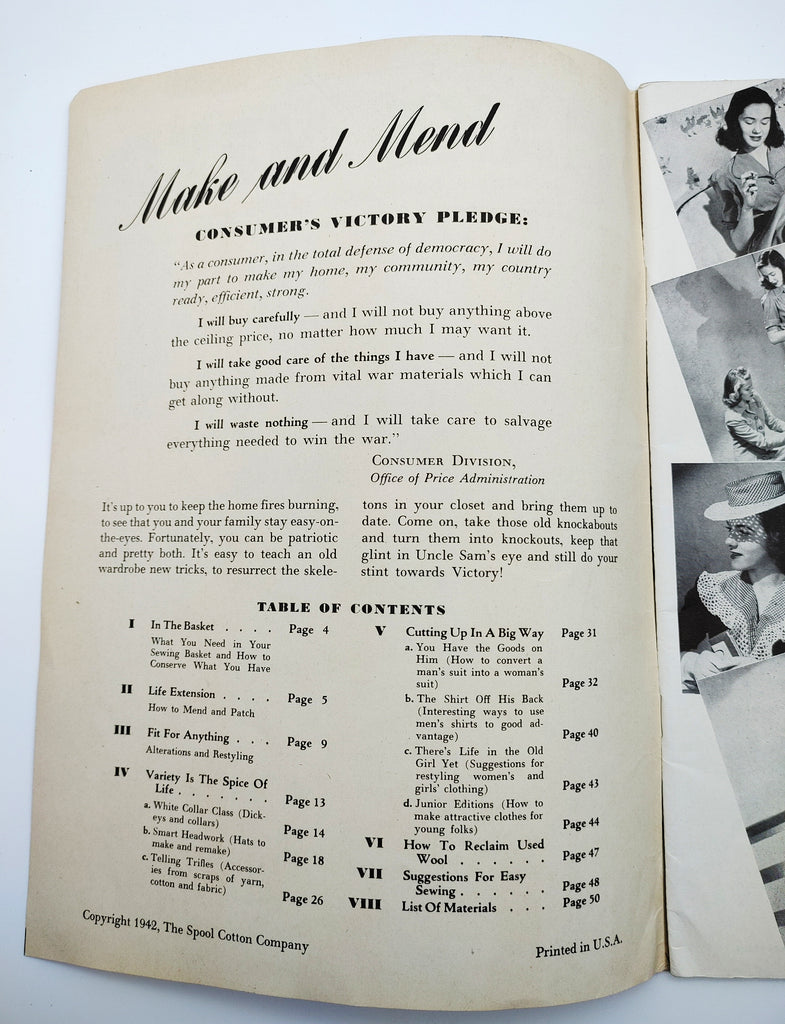 Make and Mend
CONSUMER'S VICTORY PLEDGE:
"As a consumer, in the total defense of democracy, I will do
my part to make my home, my community, my country
ready, efficient, strong.
I will buy carefully — and I will not buy anything above
the ceiling price, no matter how much I may want it.
I will take good care of the things I have — and I will not
buy anything made from vital war materials which I can
get along without.
I will waste nothing — and I will take care to salvage
everything needed to win the war."
CONSUMER DIVISION,
Office of Price Administration
It's up to you to keep the home fires burning,
to see that you and your family stay easy-on-
the-eyes. Fortunately, you can be patriotic
and pretty both. It's easy to teach an old
wardrobe new tricks, to resurrect the skele-
tons in your closet and bring them up to
date. Come on, take those old knockabouts
and turn them into knockouts, keep that
glint in Uncle Sam's eye and still do your
stint towards Victory!
TABLE OF CONTENTS
I In The Basket . . . . Page 4
What You Need in Your
Sewing Basket and How to
Conserve What You Have
II Life Extension . . . . Page 5
How to Mend and Patch
III Fit For Anything . . . Page 9
Alterations and Restyling
IV Variety Is The Spice Of
Life . . . . . . . Page 13
a. White Collar Class (Dick-
eys and collars) Page 14
b. Smart Headwork (Hats to
make and remake) Page 18
c. Telling Trifles (Accessor-
ies from scraps of yarn,
cotton and fabric) Page 26
V Cutting Up In A Big Way Page 31
a. You Have the Goods on
Him (How to convert a
man's suit into a woman's
suit) Page 32
b. The Shirt Off His Back
(Interesting ways to use
men's shirts to good ad-
vantage) Page 40
c. There's Life in the Old
Girl Yet (Suggestions for
restyling women's and
girls' clothing) Page 43
d. Junior Editions (How to
make attractive clothes for
young folks) Page 44
VI How To Reclaim Used
Wool . . . . . . Page 47
VII Suggestions For Easy
Sewing . . . . . . Page 48
VIII List Of Materials . . . Page 50
Copyright 1942, The Spool Cotton Company
Printed in U.S.A.